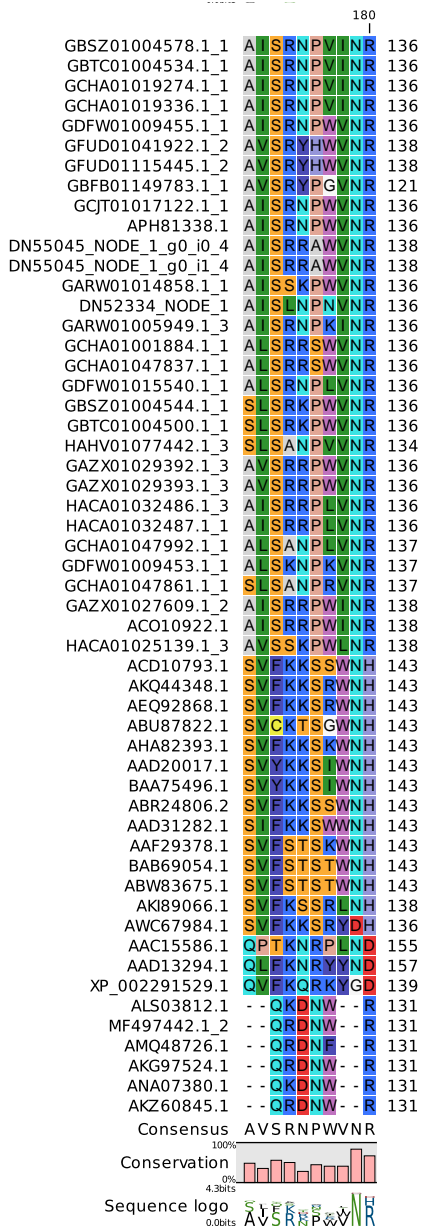 180
GBSZ01004578.1_1 AISRNPVINR 136
GBTC01004534.1_1 AISRNPVINR 136
GCHA01019274.1_1 AISRNPVINR 136
GCHA01019336.1_1 AISRNPVINR 136
GDFW01009455.1_1 AISRNPWVNR 136
GFUD01041922.1_2 AVSRYHWVNR 138
GFUD01115445.1_2 AVSRYHWVNR 138
GBFB01149783.1_1 AVSRYPGVNR 121
GCJT01017122.1_1 AISRNPWVNR 136
APH81338.1 AISRNPWVNR 136
DN55045_NODE_1_g0_i0_4 AISRRAWVNR 138
DN55045_NODE_1_g0_i1_4 AISRRAWVNR 138
GARW01014858.1_1 AISSKPWVNR 136
DN52334_NODE_1 AISLNPNVNR 136
GARW01005949.1_3 AISRNPKINR 136
GCHA01001884.1_1 ALSRRSWVNR 136
GCHA01047837.1_1 ALSRRSWVNR 136
GDFW01015540.1_1 ALSRNPLVNR 136
GBSZ01004544.1_1 SLSRKPWVNR 136
GBTC01004500.1_1 SLSRKPWVNR 136
HAHV01077442.1_3 SLSANPVVNR 134
GAZX01029392.1_3 AVSRRPWVNR 136
GAZX01029393.1_3 AVSRRPWVNR 136
HACA01032486.1_3 AISRRPLVNR 136
HACA01032487.1_1 AISRRPLVNR 136
GCHA01047992.1_1 ALSANPLVNR 137
GDFW01009453.1_1 ALSKNPKVNR 137
GCHA01047861.1_1 SLSANPRVNR 137
GAZX01027609.1_2 AISRRPWINR 138
ACO10922.1 AISRRPWINR 138
HACA01025139.1_3 AVSSKPWLNR 138
ACD10793.1 SVFKKSSWNH 143
AKQ44348.1 SVFKKSRWNH 143
AEQ92868.1 SVFKKSRWNH 143
ABU87822.1 SVCKTSGWNH 143
AHA82393.1 SVFKKSKWNH 143
AAD20017.1 SVYKKSIWNH 143
BAA75496.1 SVYKKSIWNH 143
ABR24806.2 SVFKKSSWNH 143
AAD31282.1 SIFKKSWWNH 143
AAF29378.1 SVFSTSKWNH 143
BAB69054.1 SVFSTSTWNH 143
ABW83675.1 SVFSTSTWNH 143
AKI89066.1 SVFKSSRLNH 138
AWC67984.1 SVFKKSRYDH 136
AAC15586.1 QPTKNRPLND 155
AAD13294.1 QLFKNRYYND 157
XP_002291529.1 QVFKQRKYGD 139
ALS03812.1 --QKDNW--R 131
MF497442.1_2 --QRDNW--R 131
AMQ48726.1 --QRDNF--R 131
AKG97524.1 --QRDNW--R 131
ANA07380.1 --QKDNW--R 131
AKZ60845.1 --QRDNW--R 131
Consensus AVSRNPWVNR
100%
Conservation
0%
4.3bits
Sequence logo
0.0bits